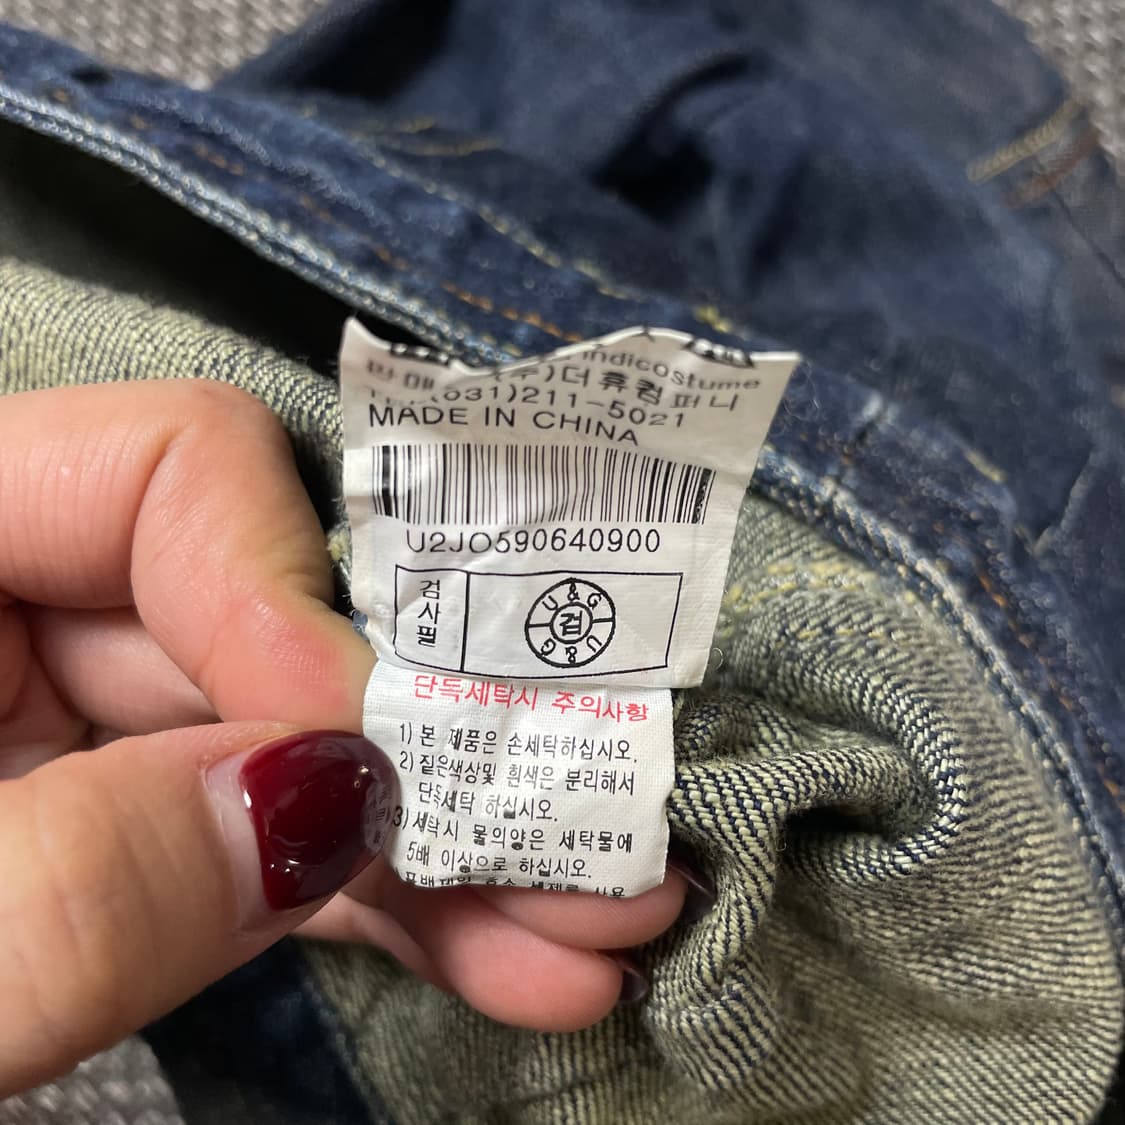 indicostume
판매 (주)더휴컴퍼니
TEL.(031)211-5021
MADE IN CHINA
U2JO590640900
검사필
U&G
검
U&G
단독세탁시 주의사항
1) 본 제품은 손세탁하십시오.
2) 짙은색상및 흰색은 분리해서
단독세탁 하십시오.
3)세탁시 물의양은 세탁물에
5배 이상으로 하십시오.